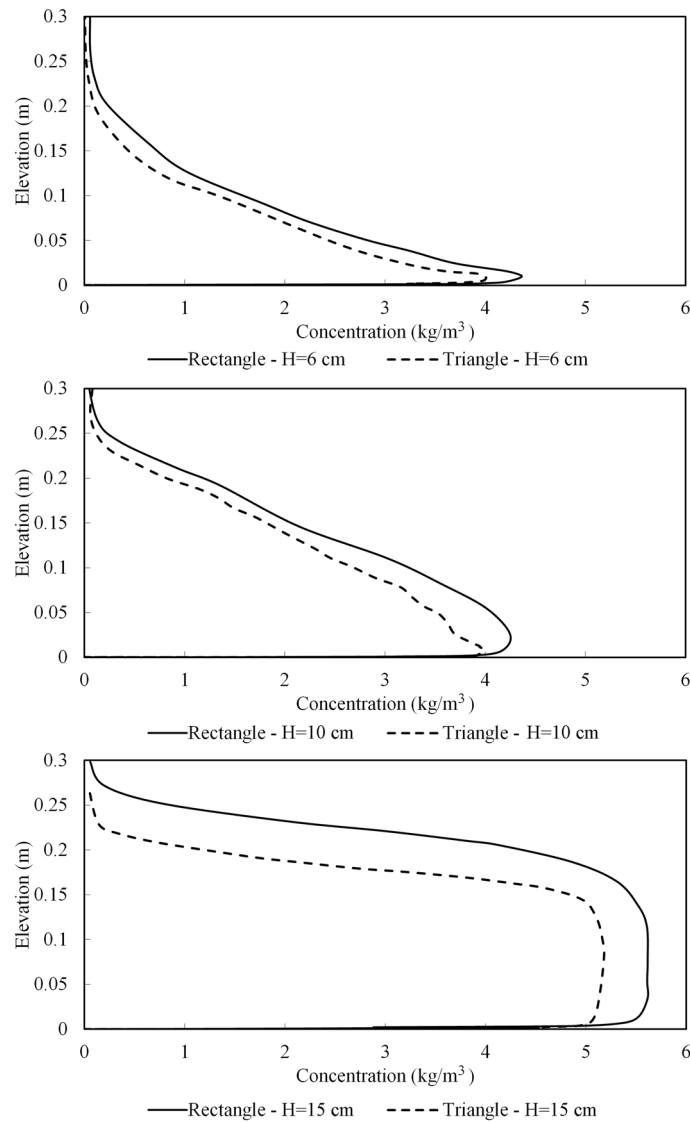 0.3
0.25
0.2
0.15
0.1
0.05
0
Elevation (m)
0 1 2 3 4 5 6
Concentration (kg/m³)
Rectangle - H=6 cm Triangle - H=6 cm
0.3
0.25
0.2
0.15
0.1
0.05
0
Elevation (m)
0 1 2 3 4 5 6
Concentration (kg/m³)
Rectangle - H=10 cm Triangle - H=10 cm
0.3
0.25
0.2
0.15
0.1
0.05
0
Elevation (m)
0 1 2 3 4 5 6
Concentration (kg/m³)
Rectangle - H=15 cm Triangle - H=15 cm